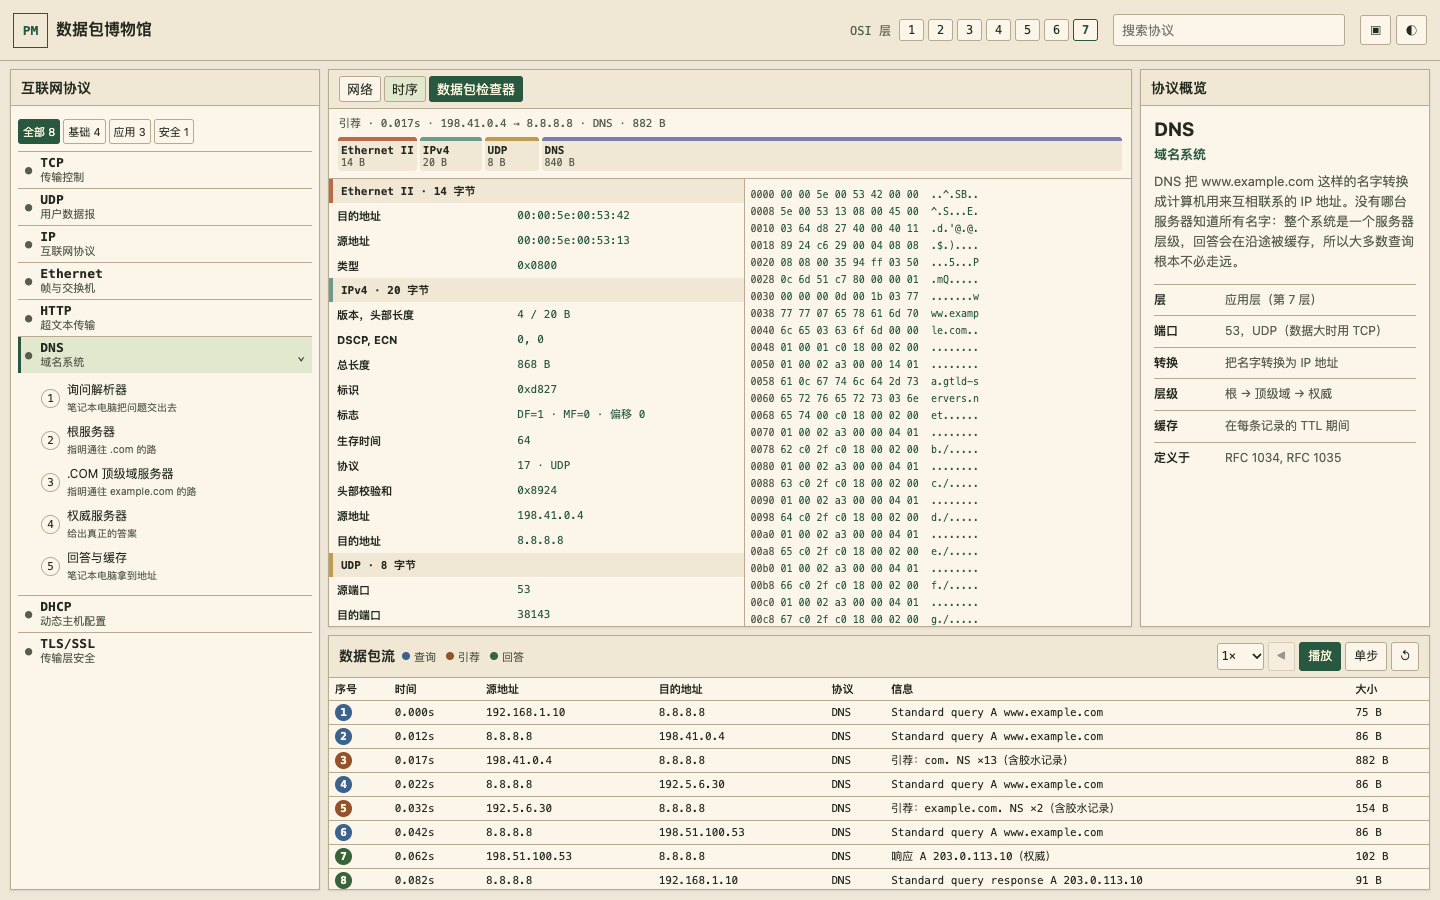 PM 数据包博物馆 OSI 层 1 2 3 4 5 6 7 搜索协议
互联网协议
全部 8 基础 4 应用 3 安全 1
TCP
传输控制
UDP
用户数据报
IP
互联网协议
Ethernet
帧与交换机
HTTP
超文本传输
DNS
域名系统
1 询问解析器
笔记本电脑把问题交出去
2 根服务器
指明通往 .com 的路
3 .COM 顶级域服务器
指明通往 example.com 的路
4 权威服务器
给出真正的答案
5 回答与缓存
笔记本电脑拿到地址
DHCP
动态主机配置
TLS/SSL
传输层安全
网络 时序 数据包检查器
引荐 · 0.017s · 198.41.0.4 → 8.8.8.8 · DNS · 882 B
Ethernet II IPv4 UDP DNS
14 B 20 B 8 B 840 B
Ethernet II · 14 字节
目的地址 00:00:5e:00:53:42
源地址 00:00:5e:00:53:13
类型 0x0800
IPv4 · 20 字节
版本，头部长度 4 / 20 B
DSCP, ECN 0, 0
总长度 868 B
标识 0xd827
标志 DF=1 · MF=0 · 偏移 0
生存时间 64
协议 17 · UDP
头部校验和 0x8924
源地址 198.41.0.4
目的地址 8.8.8.8
UDP · 8 字节
源端口 53
目的端口 38143
0000 00 00 5e 00 53 42 00 00 ..^.SB..
0008 5e 00 53 13 08 00 45 00 ^.S...E.
0010 03 64 d8 27 40 00 40 11 .d.'@.@.
0018 89 24 c6 29 00 04 08 08 .$.)....
0020 08 08 00 35 94 ff 03 50 ...5...P
0028 0c 6d 51 c7 80 00 00 01 .mQ.....
0030 00 00 00 0d 00 1b 03 77 .......w
0038 77 77 07 65 78 61 6d 70 ww.examp
0040 6c 65 03 63 6f 6d 00 00 le.com..
0048 01 00 01 c0 18 00 02 00 ........
0050 01 00 02 a3 00 00 14 01 ........
0058 61 0c 67 74 6c 64 2d 73 a.gtld-s
0060 65 72 76 65 72 73 03 6e ervers.n
0068 65 74 00 c0 18 00 02 00 et......
0070 01 00 02 a3 00 00 04 01 ........
0078 62 c0 2f c0 18 00 02 00 b./.....
0080 01 00 02 a3 00 00 04 01 ........
0088 63 c0 2f c0 18 00 02 00 c./.....
0090 01 00 02 a3 00 00 04 01 ........
0098 64 c0 2f c0 18 00 02 00 d./.....
00a0 01 00 02 a3 00 00 04 01 ........
00a8 65 c0 2f c0 18 00 02 00 e./.....
00b0 01 00 02 a3 00 00 04 01 ........
00b8 66 c0 2f c0 18 00 02 00 f./.....
00c0 01 00 02 a3 00 00 04 01 ........
00c8 67 c0 2f c0 18 00 02 00 g./.....
协议概览
DNS
域名系统
DNS 把 www.example.com 这样的名字转换
成计算机用来互相联系的 IP 地址。没有哪台
服务器知道所有名字：整个系统是一个服务器
层级，回答会在沿途被缓存，所以大多数查询
根本不必走远。
层 应用层（第 7 层）
端口 53，UDP（数据大时用 TCP）
转换 把名字转换为 IP 地址
层级 根 → 顶级域 → 权威
缓存 在每条记录的 TTL 期间
定义于 RFC 1034, RFC 1035
数据包流 查询 引荐 回答 1× 播放 单步
序号 时间 源地址 目的地址 协议 信息 大小
1 0.000s 192.168.1.10 8.8.8.8 DNS Standard query A www.example.com 75 B
2 0.012s 8.8.8.8 198.41.0.4 DNS Standard query A www.example.com 86 B
3 0.017s 198.41.0.4 8.8.8.8 DNS 引荐：com. NS ×13（含胶水记录） 882 B
4 0.022s 8.8.8.8 192.5.6.30 DNS Standard query A www.example.com 86 B
5 0.032s 192.5.6.30 8.8.8.8 DNS 引荐：example.com. NS ×2（含胶水记录） 154 B
6 0.042s 8.8.8.8 198.51.100.53 DNS Standard query A www.example.com 86 B
7 0.062s 198.51.100.53 8.8.8.8 DNS 响应 A 203.0.113.10（权威） 102 B
8 0.082s 8.8.8.8 192.168.1.10 DNS Standard query response A 203.0.113.10 91 B